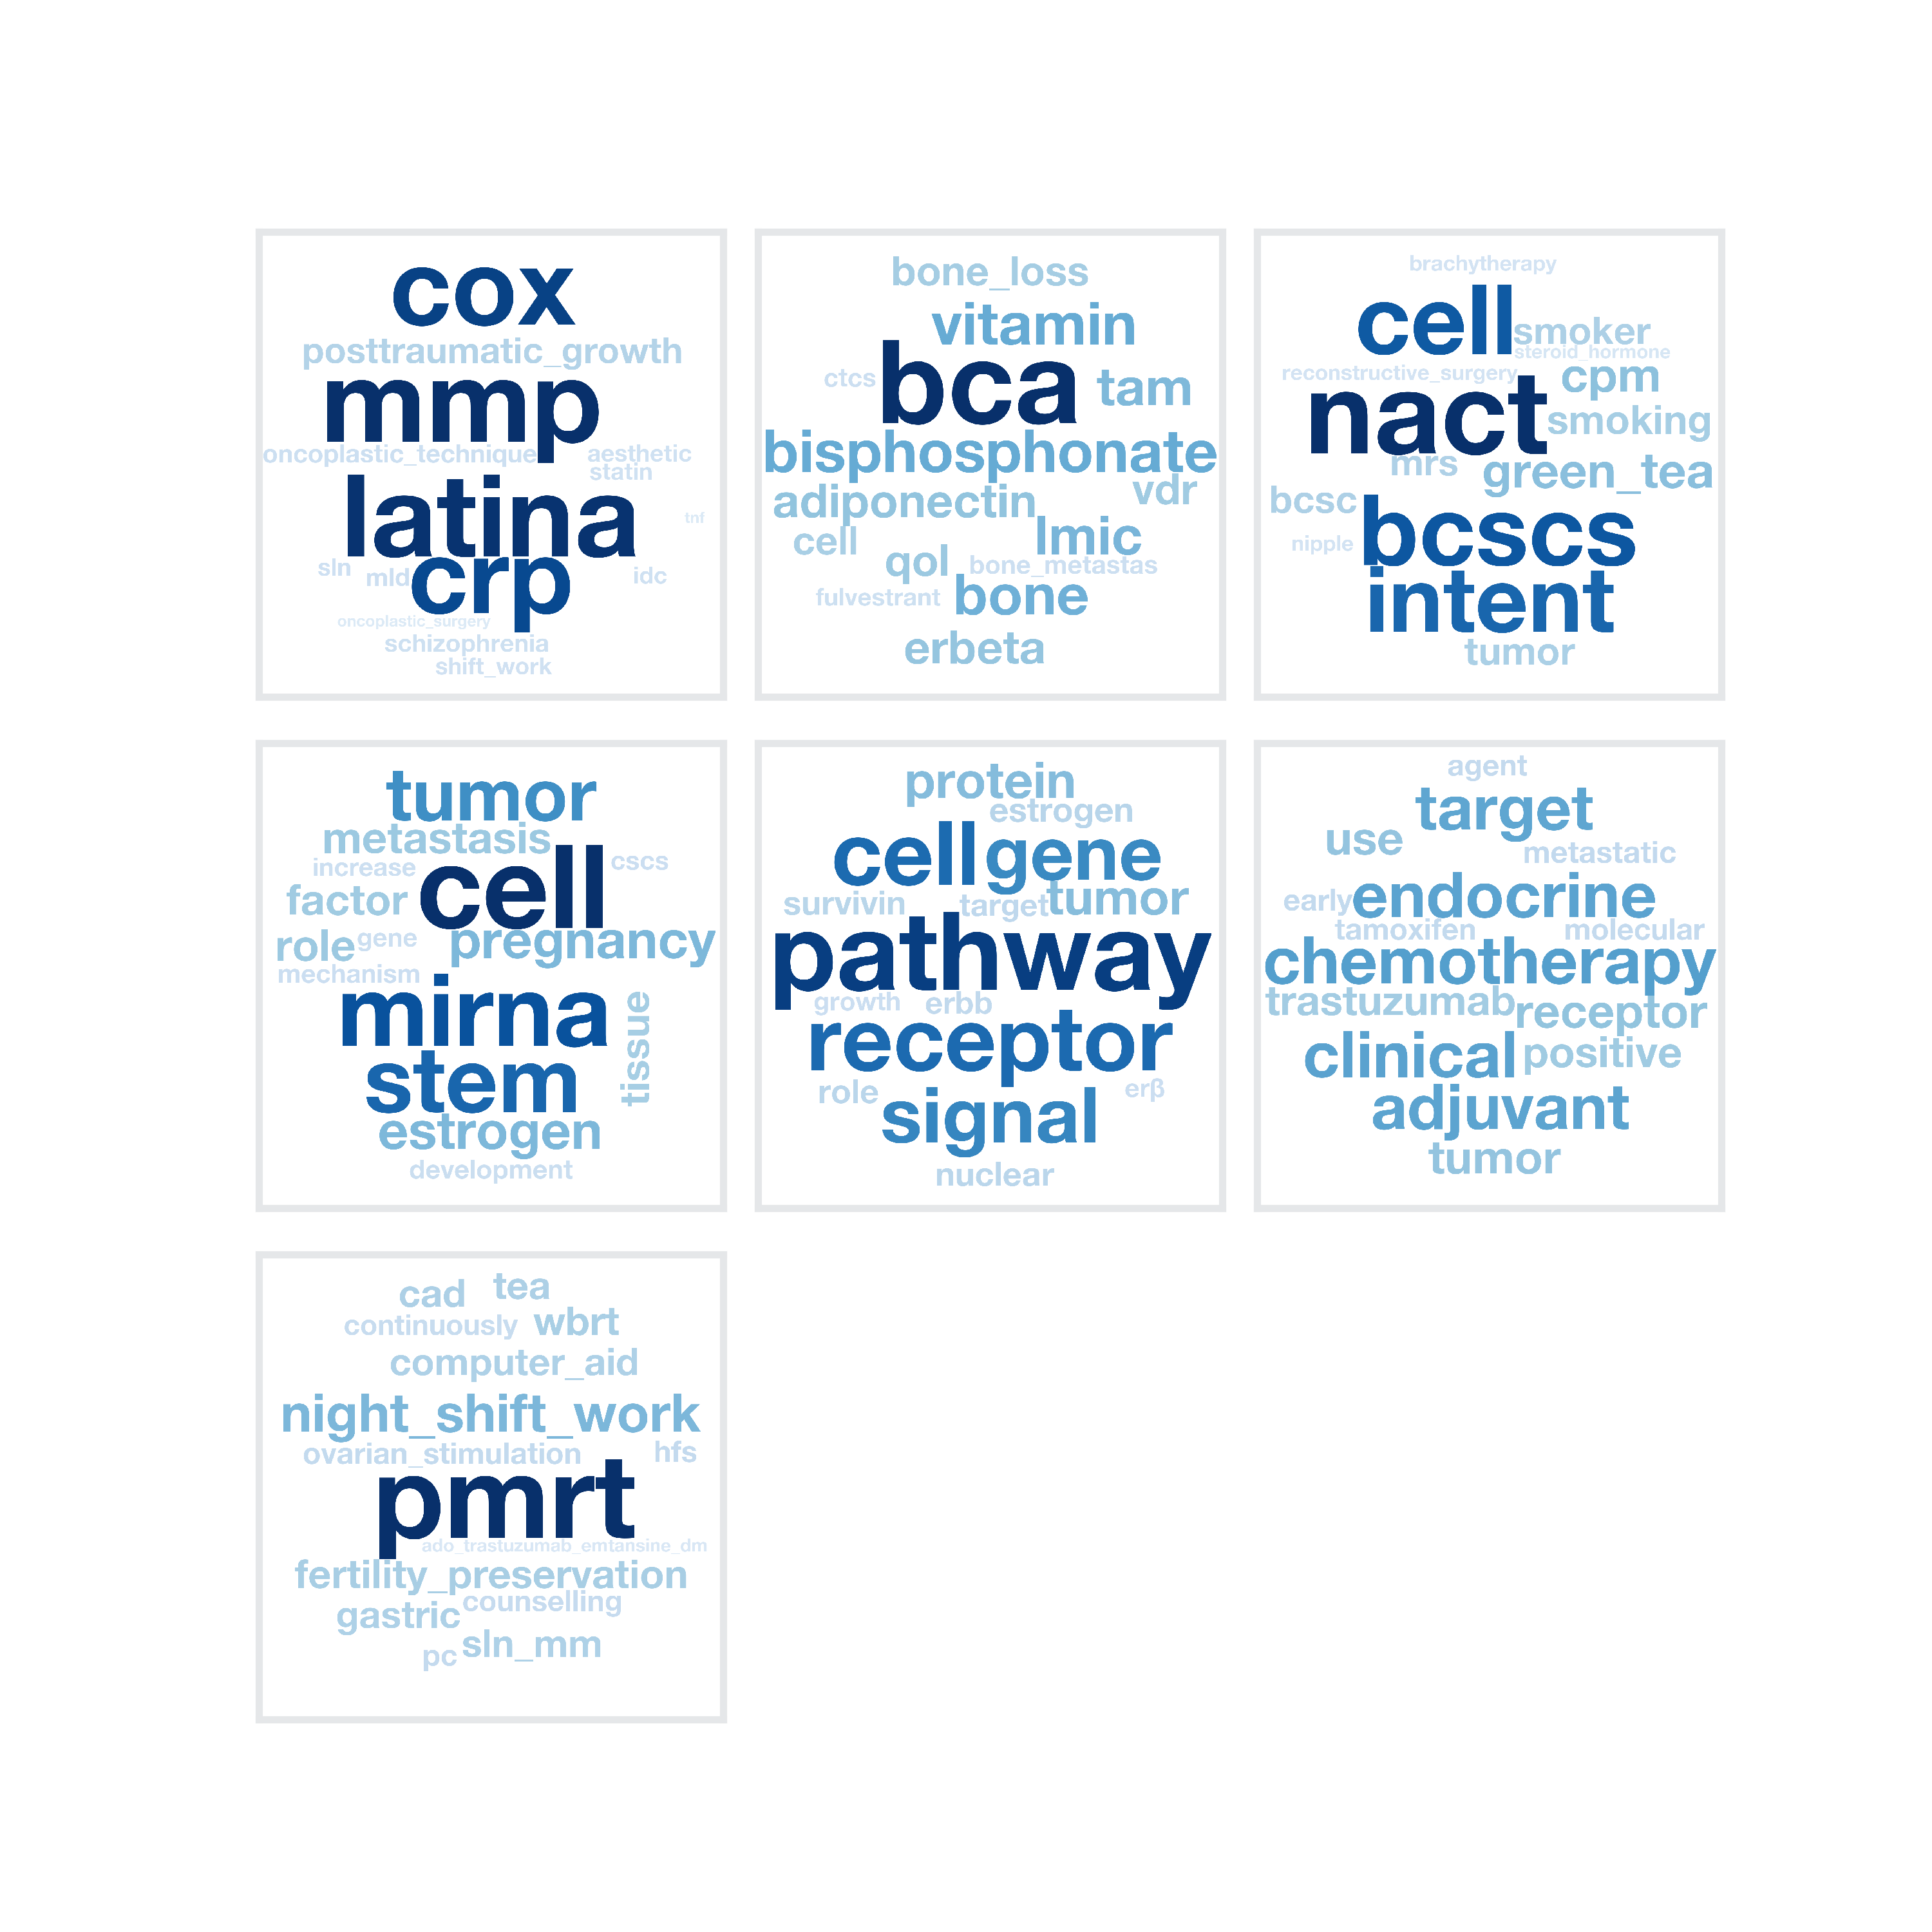 cox
posttraumatic_growth
mmp
oncoplastic_technique
aesthetic
statin
latina
tnf
crp
sln
mld
idc
oncoplastic_surgery
schizophrenia
shift_work
bone_loss
vitamin
bca
ctcs
tam
bisphosphonate
adiponectin
vdr
cell
lmic
qol
bone_metastas
fulvestrant
bone
erbeta
brachytherapy
cell
smoker
steroid_hormone
reconstructive_surgery
cpm
nact
smoking
mrs
green_tea
bcsc
bcscs
nipple
intent
tumor
tumor
metastasis
increase
cell
cscs
factor
role
gene
pregnancy
mechanism
mirna
tissue
stem
estrogen
development
protein
estrogen
cell
gene
survivin
target
tumor
pathway
growth
erbb
receptor
role
erβ
signal
nuclear
agent
target
use
metastatic
early
endocrine
tamoxifen
molecular
chemotherapy
trastuzumab
receptor
clinical
positive
adjuvant
tumor
cad
tea
continuously
wbrt
computer_aid
night_shift_work
ovarian_stimulation
hfs
pmrt
ado_trastuzumab_emtansine_dm
fertility_preservation
gastric
counselling
pc
sln_mm